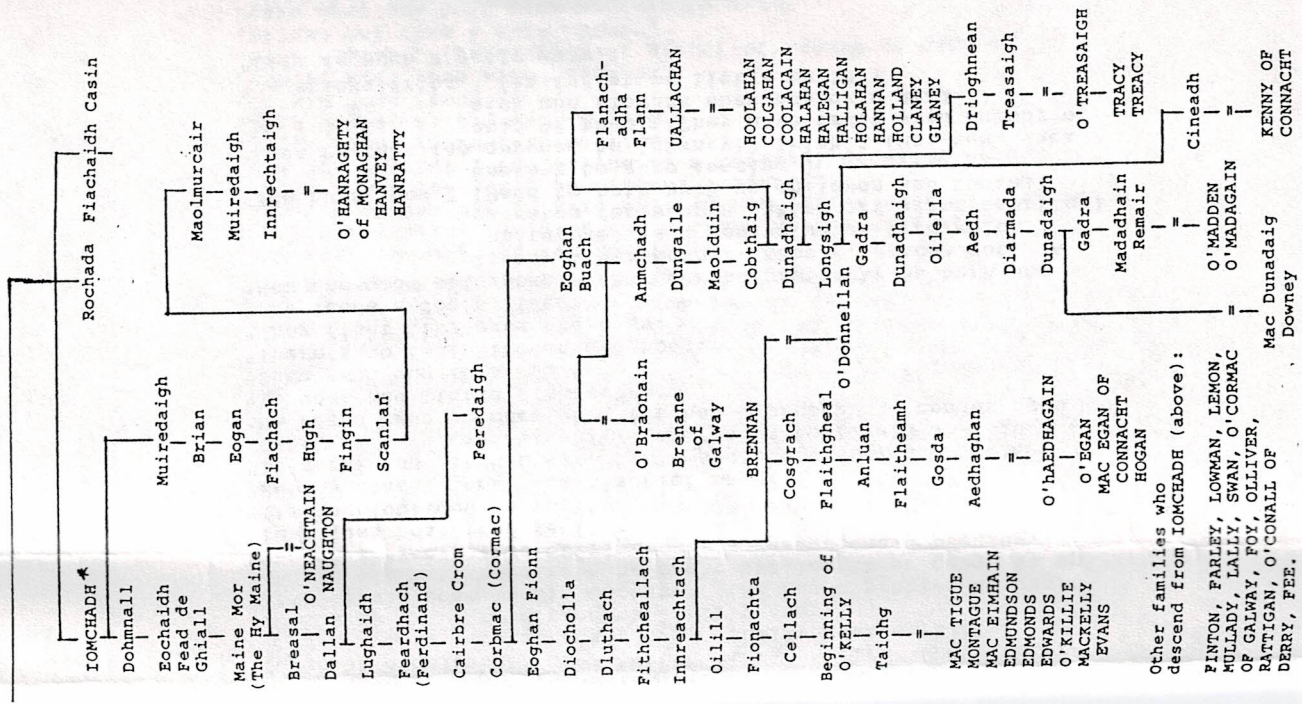 IOMCHADH
Dohmnall
Eochaidh
Fead de
Ghiall
Maine Mor
(The Hy Maine)
Breasal
=
O'NEACHTAIN
NAUGHTON
Dallan
Lughaidh
Feardhach
(Ferdinand)
Cairbre Crom
Corbmac (Cormac)
Eoghan Fionn
Diocholla
Dluthach
Fithcheallach
Innreachtach
Oilill
Fionachta
Cellach
Beginning of
O'KELLY
Taidhg
=
MAC TIGUE
MONTAGUE
MAC EIMHAIN
EDMUNDSON
EDMONDS
EDWARDS
O'KILLIE
MACKELLY
EVANS
Other families who
descend from IOMCHADH (above):
FINTON, FARLEY, LOWMAN, LEMON,
MULLADY, LALLY, SWAN, O'CORMAC
OF GALWAY, FOY, OLLIVER,
RATTIGAN, O'CONALL OF
DERRY, FEE.
Muiredaigh
Brian
Eogan
Fiachach
Hugh
Fingin
Scanlan
Feredaigh
=
O'Braonain
Brenane
of
Galway
BRENNAN
Cosgrach
Flaithgheal
Anluan
Flaitheamh
Gosda
Aedhaghan
=
O'hAEDHAGAIN
O'EGAN
MAC EGAN OF
CONNACHT
HOGAN
=
O'Donnellan
Rochada
Fiachaidh Casin
Maolmurcair
Muiredaigh
Innrechtaigh
=
O'HANRAGHTY
of MONAGHAN
HANVEY
HANRATTY
Eoghan
Buach
Anmchadh
Dungaile
Maolduin
Cobthaig
Dunadhaigh
Longsigh
Gadra
Dunadhaigh
Oilella
Aedh
Diarmada
Dunadaigh
Gadra
Madadhain
Remair
=
O'MADDEN
O'MADAGAIN
=
Mac Dunadaig
Downey
Flanach-
adha
Flann
UALLACHAN
=
HOOLAHAN
COLGAHAN
COOLACAIN
HALAHAN
HALEGAN
HALLIGAN
HOLAHAN
HANNAN
HOLLAND
CLANEY
GLANEY
Drioghnean
Treasaigh
=
O'TREASAIGH
TRACY
TREACY
Cineadh
=
KENNY OF
CONNACHT